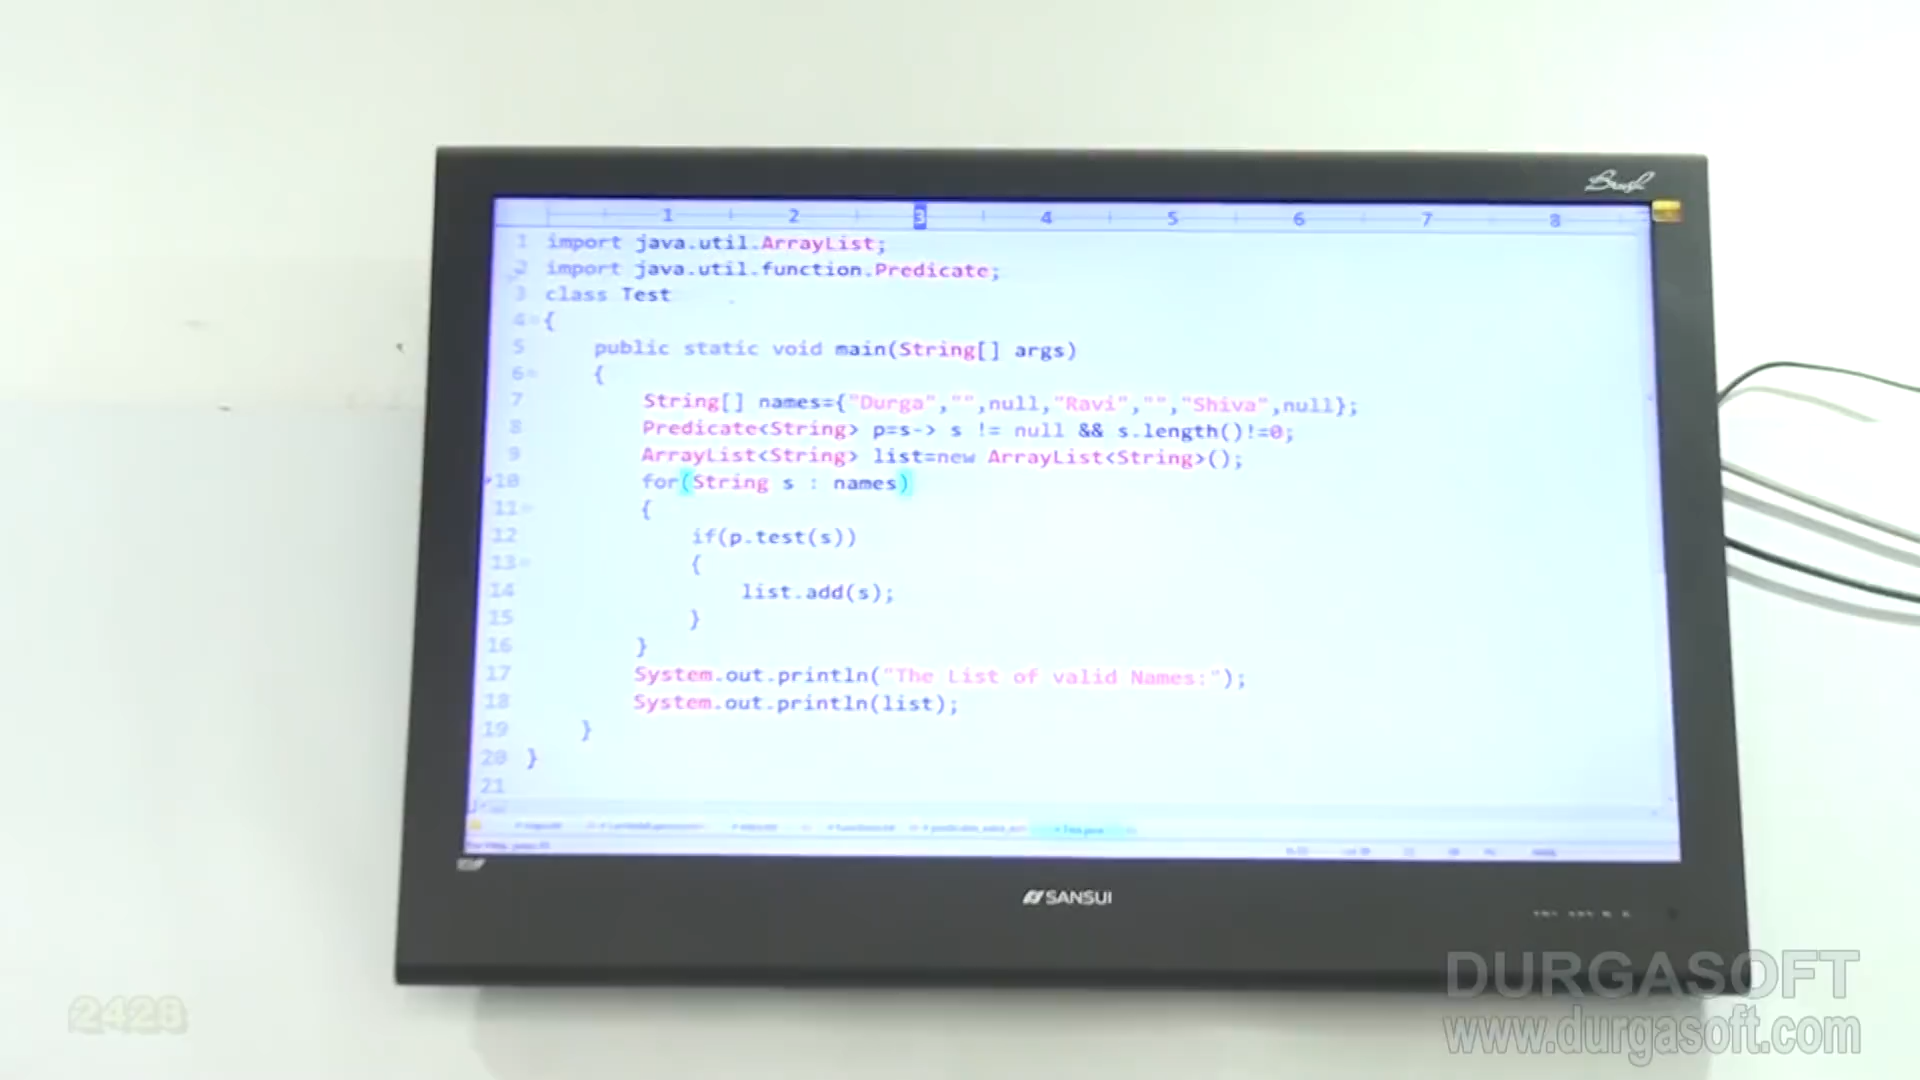 Brush
1 2 3 4 5 6 7 8
1 import java.util.ArrayList;
2 import java.util.function.Predicate;
3 class Test
4 {
5 public static void main(String[] args)
6 {
7 String[] names={"Durga","",null,"Ravi","","Shiva",null};
8 Predicate<String> p=s-> s != null && s.length()!=0;
9 ArrayList<String> list=new ArrayList<String>();
10 for(String s : names)
11 {
12 if(p.test(s))
13 {
14 list.add(s);
15 }
16 }
17 System.out.println("The List of valid Names:");
18 System.out.println(list);
19 }
20 }
21
Test.java
SANSUI
DURGASOFT
www.durgasoft.com
2428